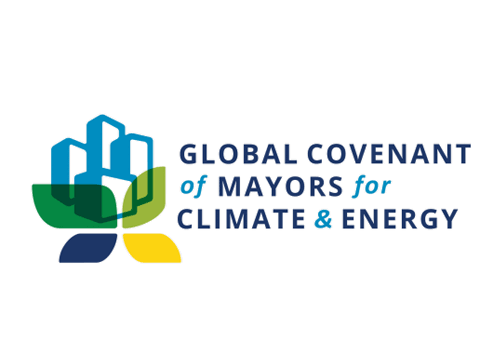 GLOBAL COVENANT
of MAYORS for
CLIMATE & ENERGY